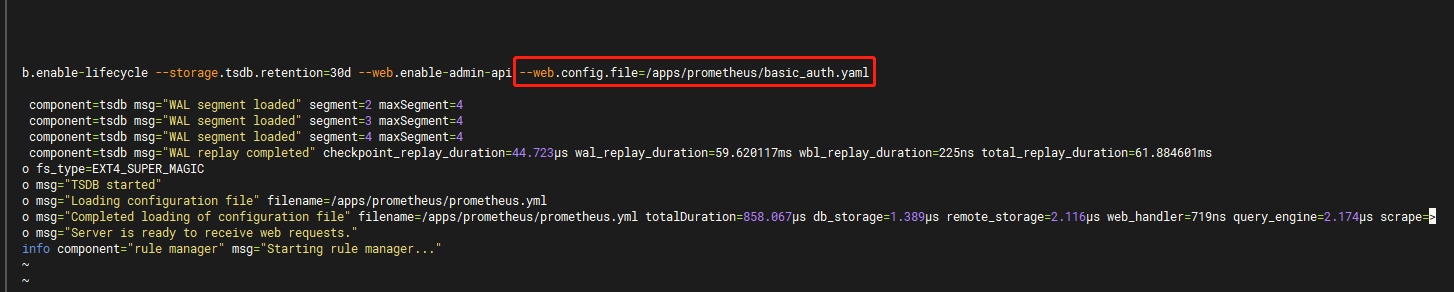 b.enable-lifecycle --storage.tsdb.retention=30d --web.enable-admin-api --web.config.file=/apps/prometheus/basic_auth.yaml
component=tsdb msg="WAL segment loaded" segment=2 maxSegment=4
component=tsdb msg="WAL segment loaded" segment=3 maxSegment=4
component=tsdb msg="WAL segment loaded" segment=4 maxSegment=4
component=tsdb msg="WAL replay completed" checkpoint_replay_duration=44.723µs wal_replay_duration=59.620117ms wbl_replay_duration=225ns total_replay_duration=61.884601ms
o fs_type=EXT4_SUPER_MAGIC
o msg="TSDB started"
o msg="Loading configuration file" filename=/apps/prometheus/prometheus.yml
o msg="Completed loading of configuration file" filename=/apps/prometheus/prometheus.yml totalDuration=858.067µs db_storage=1.389µs remote_storage=2.116µs web_handler=719ns query_engine=2.174µs scrape=>
o msg="Server is ready to receive web requests."
info component="rule manager" msg="Starting rule manager..."
~
~